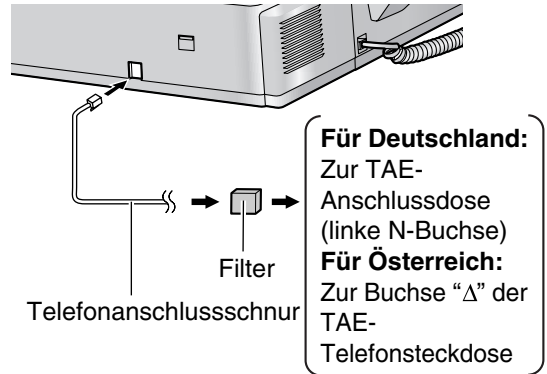 Für Deutschland:
Zur TAE-
Anschlussdose
(linke N-Buchse)
Für Österreich:
Zur Buchse “∆” der
TAE-
Telefonsteckdose
Filter
Telefonanschlussschnur